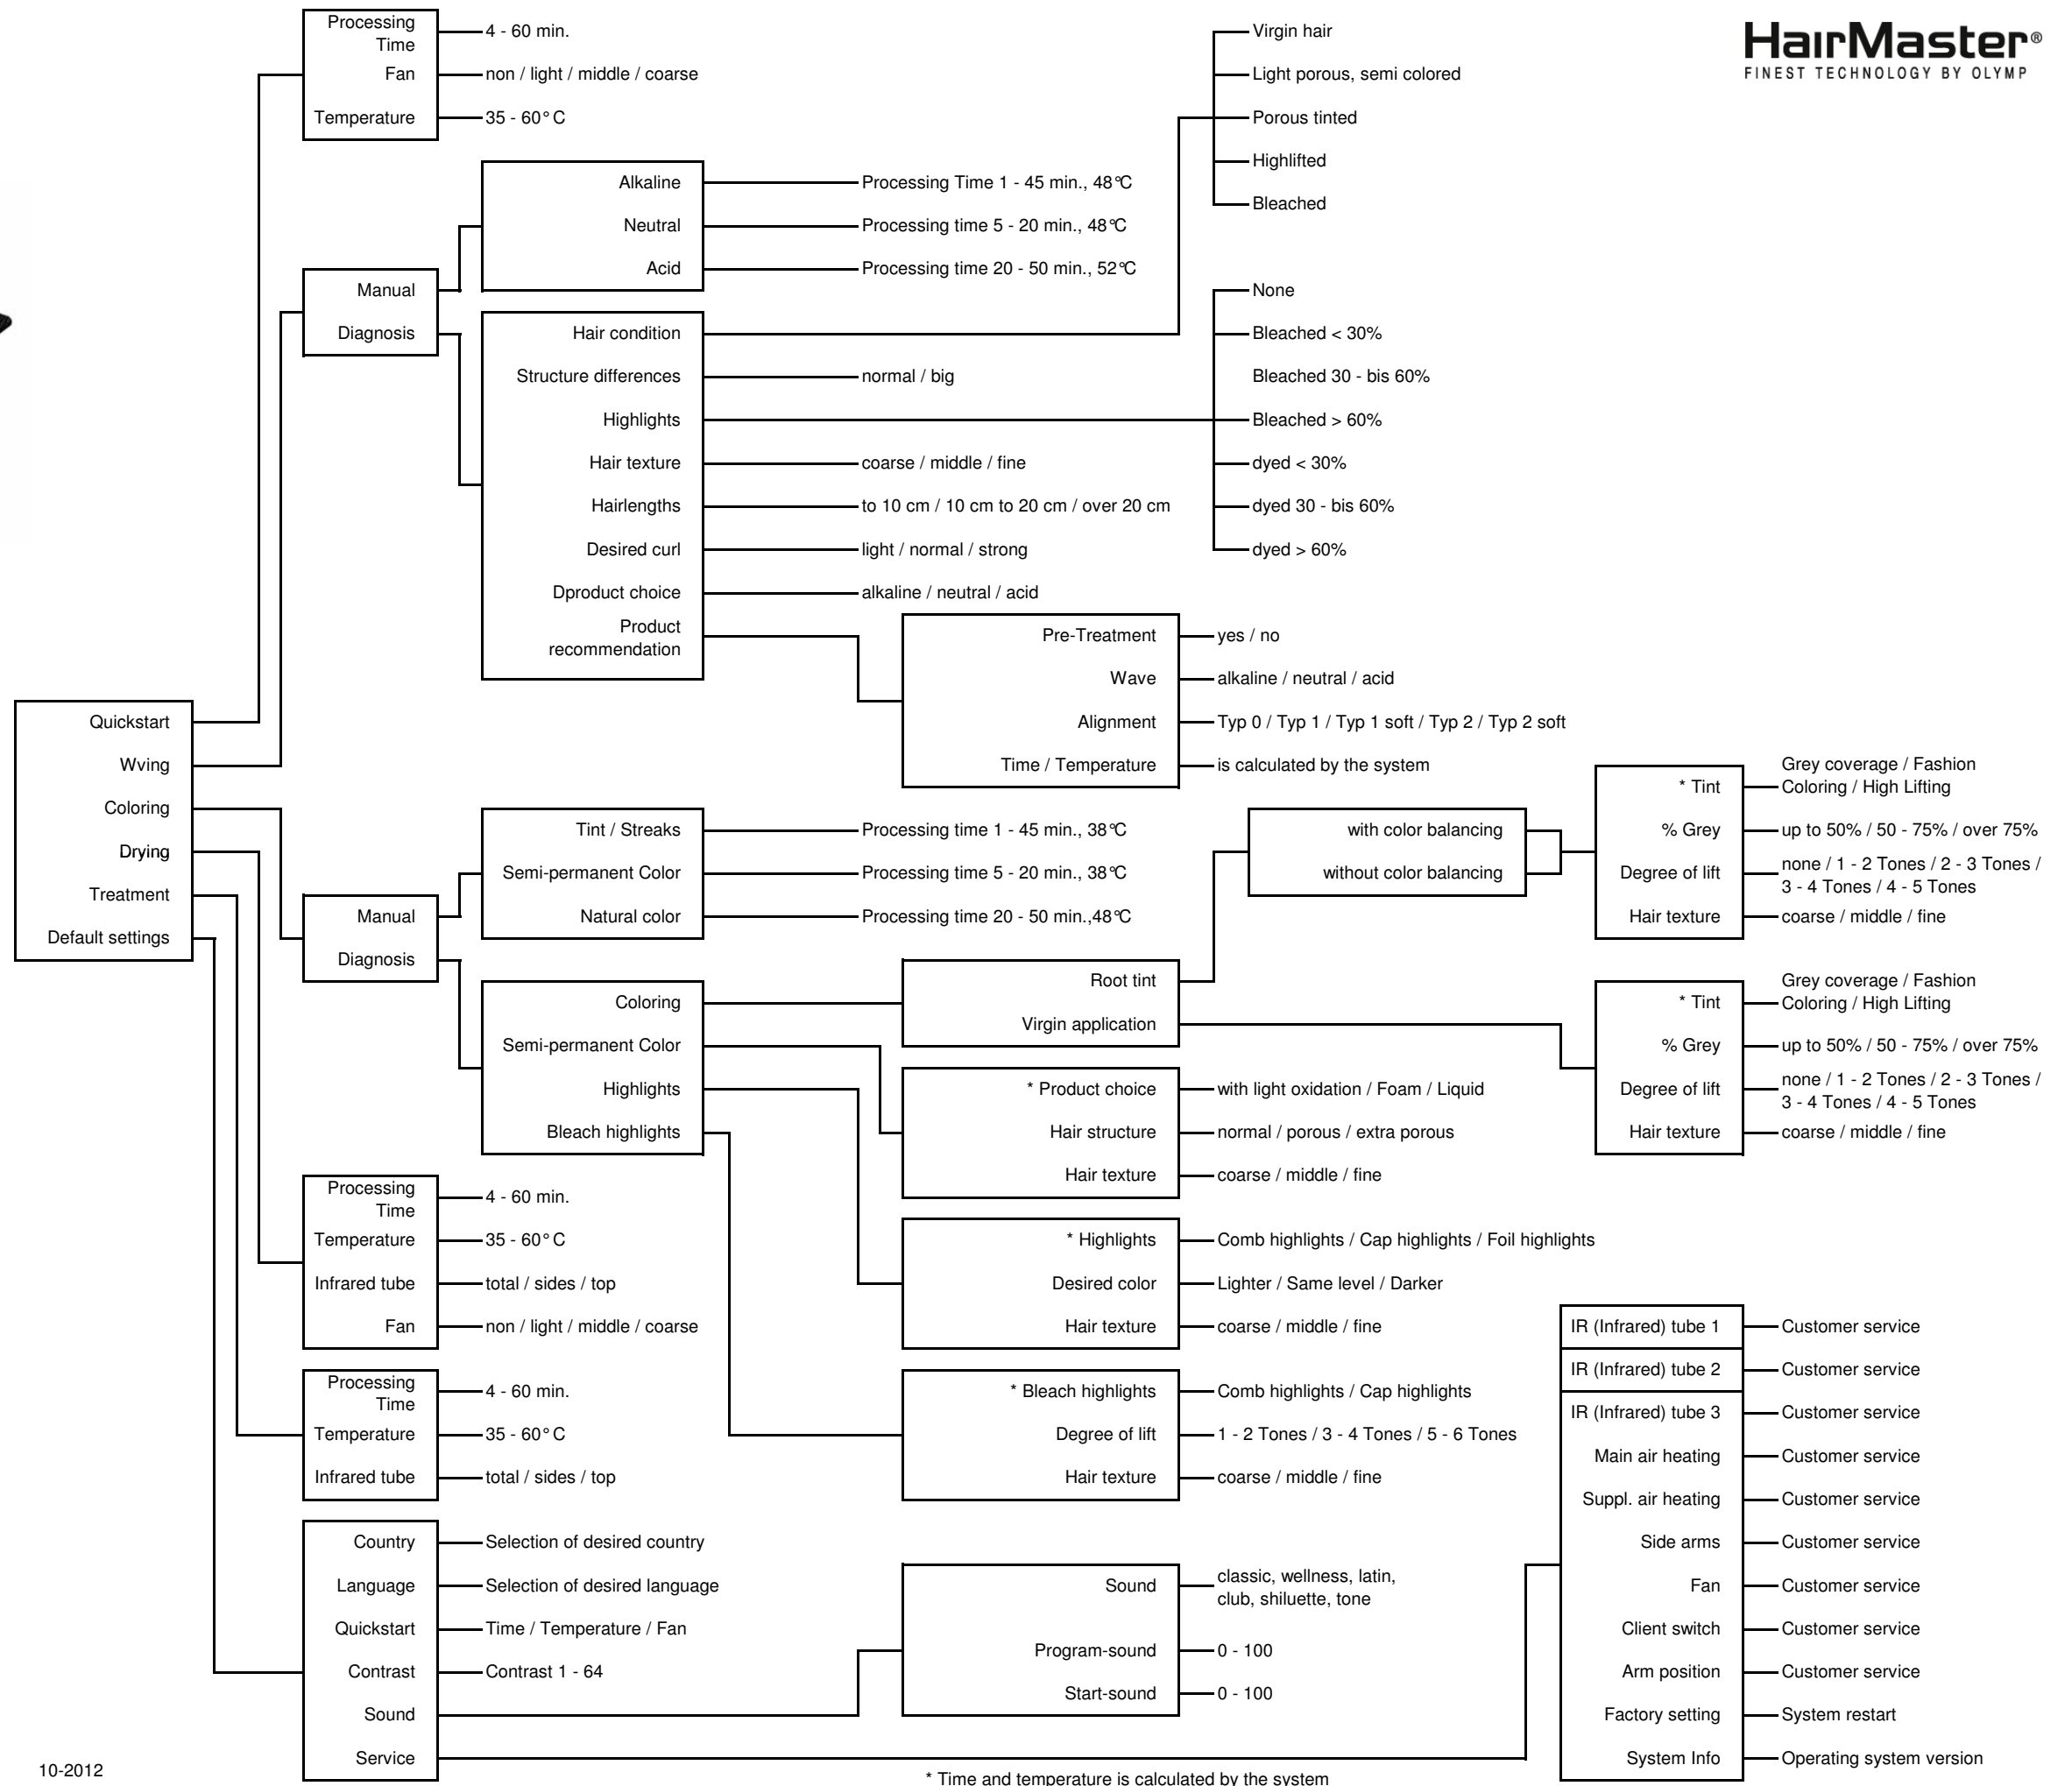 HairMaster®
FINEST TECHNOLOGY BY OLYMP
Processing
Time
4 - 60 min.
Fan
non / light / middle / coarse
Temperature
35 - 60° C
Virgin hair
Light porous, semi colored
Porous tinted
Highlifted
Bleached
Alkaline
Processing Time 1 - 45 min., 48°C
Neutral
Processing time 5 - 20 min., 48°C
Acid
Processing time 20 - 50 min., 52°C
Manual
Diagnosis
Hair condition
Structure differences
normal / big
Highlights
Hair texture
coarse / middle / fine
Hairlengths
to 10 cm / 10 cm to 20 cm / over 20 cm
Desired curl
light / normal / strong
Dproduct choice
alkaline / neutral / acid
Product
recommendation
None
Bleached < 30%
Bleached 30 - bis 60%
Bleached > 60%
dyed < 30%
dyed 30 - bis 60%
dyed > 60%
Pre-Treatment
yes / no
Wave
alkaline / neutral / acid
Alignment
Typ 0 / Typ 1 / Typ 1 soft / Typ 2 / Typ 2 soft
Time / Temperature
is calculated by the system
Quickstart
Wving
Coloring
Drying
Treatment
Default settings
Tint / Streaks
Processing time 1 - 45 min., 38°C
Semi-permanent Color
Processing time 5 - 20 min., 38°C
Natural color
Processing time 20 - 50 min.,48°C
Manual
Diagnosis
Coloring
Semi-permanent Color
Highlights
Bleach highlights
Root tint
Virgin application
with color balancing
without color balancing
* Tint
Grey coverage / Fashion
Coloring / High Lifting
% Grey
up to 50% / 50 - 75% / over 75%
Degree of lift
none / 1 - 2 Tones / 2 - 3 Tones /
3 - 4 Tones / 4 - 5 Tones
Hair texture
coarse / middle / fine
* Tint
Grey coverage / Fashion
Coloring / High Lifting
% Grey
up to 50% / 50 - 75% / over 75%
Degree of lift
none / 1 - 2 Tones / 2 - 3 Tones /
3 - 4 Tones / 4 - 5 Tones
Hair texture
coarse / middle / fine
* Product choice
with light oxidation / Foam / Liquid
Hair structure
normal / porous / extra porous
Hair texture
coarse / middle / fine
* Highlights
Comb highlights / Cap highlights / Foil highlights
Desired color
Lighter / Same level / Darker
Hair texture
coarse / middle / fine
* Bleach highlights
Comb highlights / Cap highlights
Degree of lift
1 - 2 Tones / 3 - 4 Tones / 5 - 6 Tones
Hair texture
coarse / middle / fine
Processing
Time
4 - 60 min.
Temperature
35 - 60° C
Infrared tube
total / sides / top
Fan
non / light / middle / coarse
Processing
Time
4 - 60 min.
Temperature
35 - 60° C
Infrared tube
total / sides / top
Country
Selection of desired country
Language
Selection of desired language
Quickstart
Time / Temperature / Fan
Contrast
Contrast 1 - 64
Sound
Service
Sound
classic, wellness, latin,
club, shiluette, tone
Program-sound
0 - 100
Start-sound
0 - 100
IR (Infrared) tube 1
Customer service
IR (Infrared) tube 2
Customer service
IR (Infrared) tube 3
Customer service
Main air heating
Customer service
Suppl. air heating
Customer service
Side arms
Customer service
Fan
Customer service
Client switch
Customer service
Arm position
Customer service
Factory setting
System restart
System Info
Operating system version
10-2012
* Time and temperature is calculated by the system